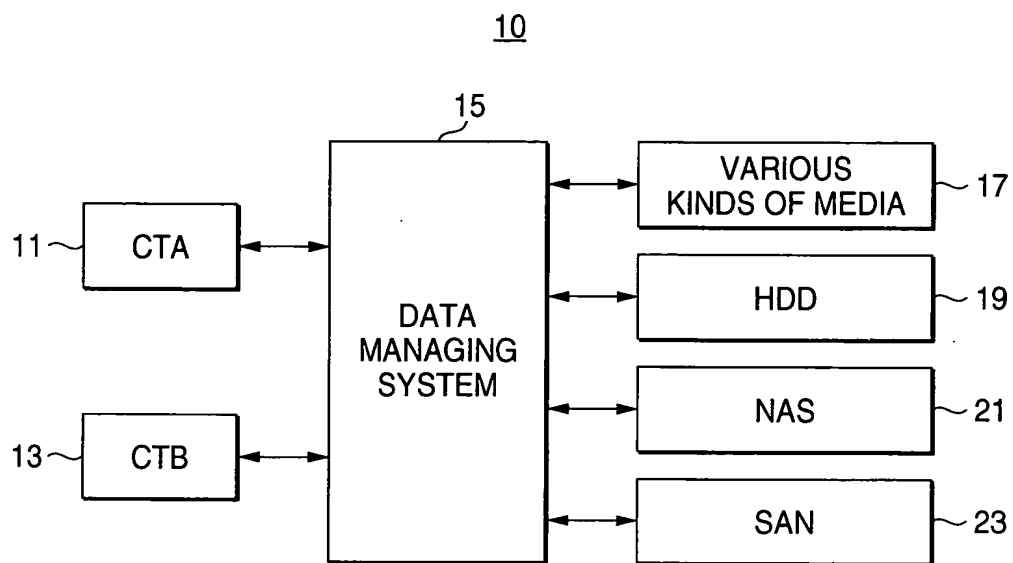 10
15
VARIOUS
KINDS OF MEDIA
17
11
CTA
HDD
19
DATA
MANAGING
SYSTEM
NAS
21
13
CTB
SAN
23